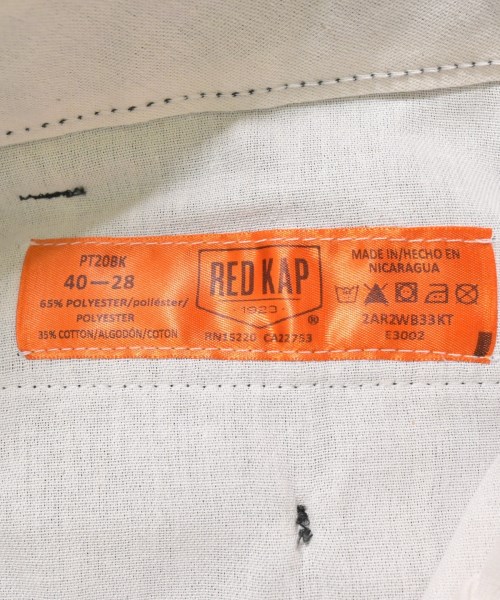 PT20BK
40—28
65% POLYESTER/poliéster/
POLYESTER
35% COTTON/ALGODÓN/COTON
RED KAP
1923
®
RN15220 CA22753
MADE IN/HECHO EN
NICARAGUA
2AR2WB33KT
E3002